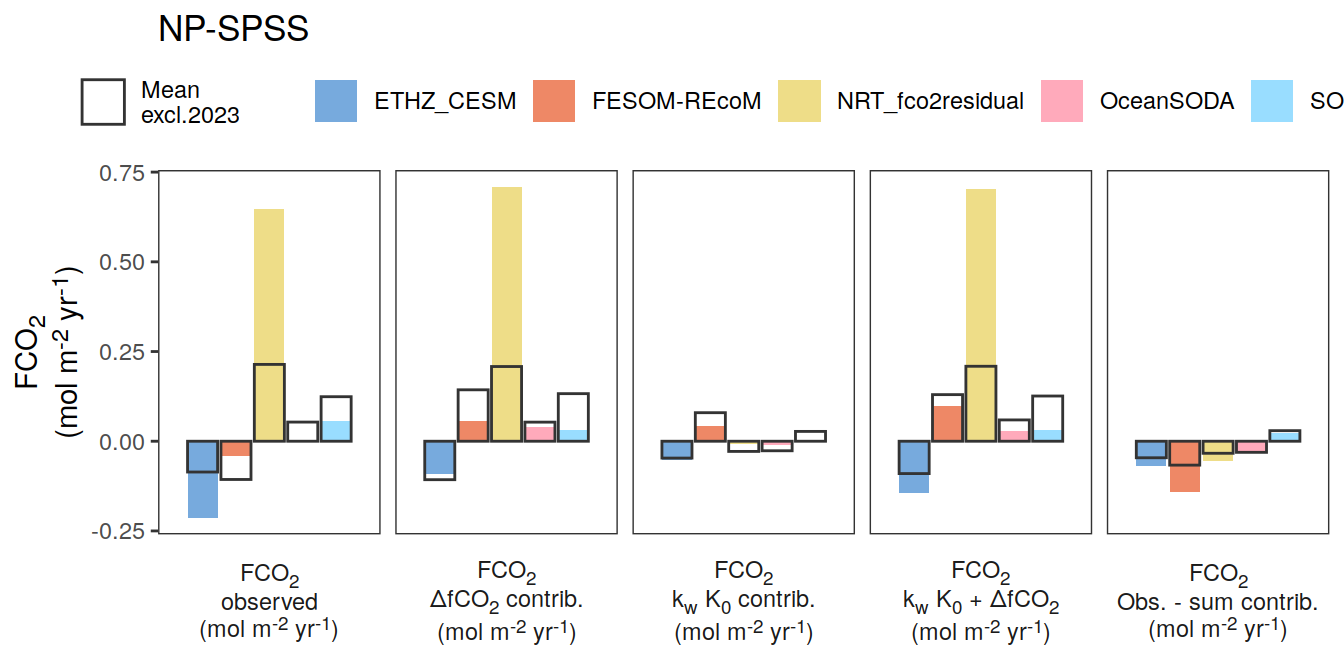 NP-SPSS
Mean
excl.2023
ETHZ_CESM
FESOM-REcoM
NRT_fco2residual
OceanSODA
SO
0.75
0.50
0.25
0.00
-0.25
FCO₂
(mol m⁻² yr⁻¹)
FCO₂
observed
(mol m⁻² yr⁻¹)
FCO₂
ΔfCO₂ contrib.
(mol m⁻² yr⁻¹)
FCO₂
k_w K₀ contrib.
(mol m⁻² yr⁻¹)
FCO₂
k_w K₀ + ΔfCO₂
(mol m⁻² yr⁻¹)
FCO₂
Obs. - sum contrib.
(mol m⁻² yr⁻¹)